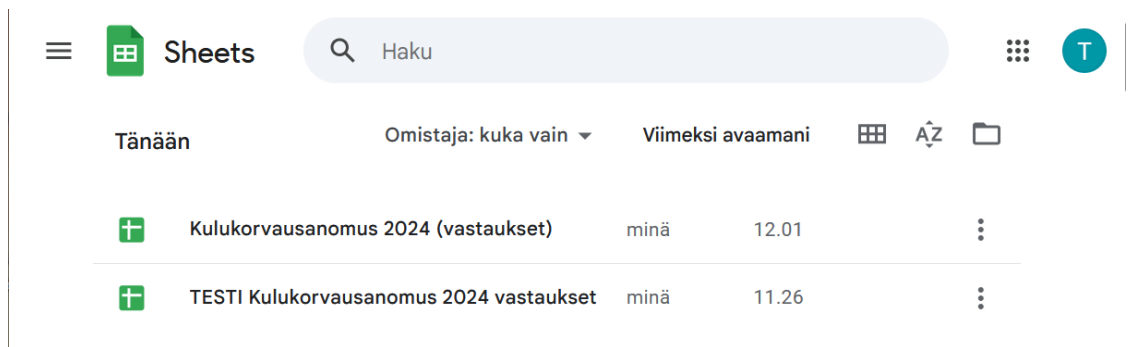 Sheets Haku T
Tänään Omistaja: kuka vain Viimeksi avaamani AZ
Kulukorvausanomus 2024 (vastaukset) minä 12.01
TESTI Kulukorvausanomus 2024 vastaukset minä 11.26